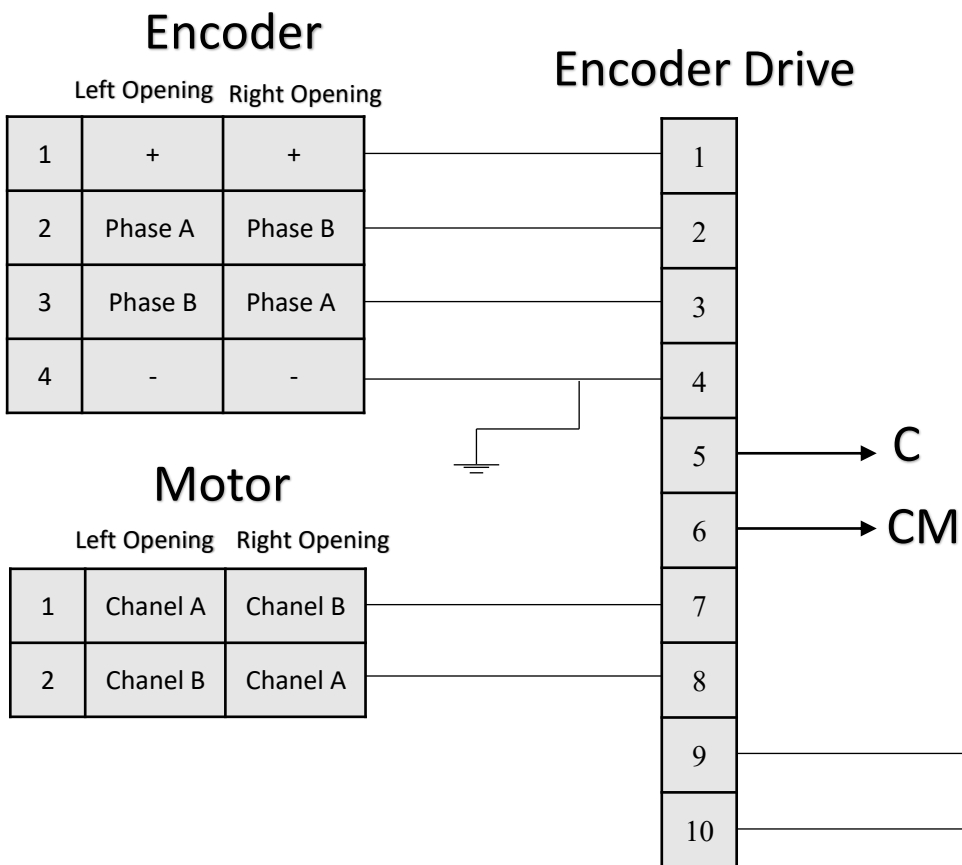 Encoder
Encoder Drive
Left Opening Right Opening
1 + +
2 Phase A Phase B
3 Phase B Phase A
4 - -
Motor
Left Opening Right Opening
1 Chanel A Chanel B
2 Chanel B Chanel A
1
2
3
4
5
C
6
CM
7
8
9
10